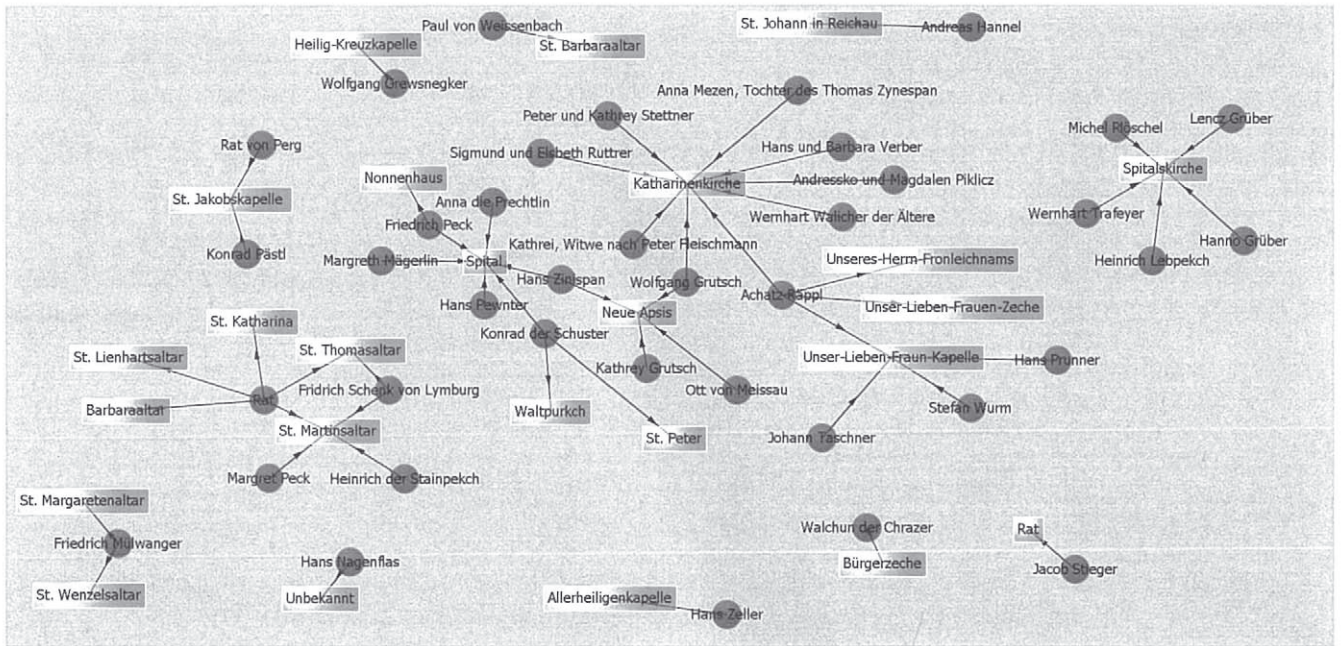 Paul von Weissenbach
St. Johann in Reichau
Andreas Hannel
Heilig-Kreuzkapelle
St. Barbaraaltar
Wolfgang Grewsnegker
Anna Mezen, Tochter des Thomas Zynespan
Peter und Kathrey Stettner
Lencz Grüber
Michel Röschel
Rat von Perg
Hans und Barbara Verber
Sigmund und Elsbeth Ruttrer
Spitalskirche
Nonnenhaus
Katharinenkirche
Andressko und Magdalen Piklicz
St. Jakobskapelle
Anna die Prechtlin
Wernhart Walicher der Ältere
Wernhart Trafeyer
Friedrich Peck
Hanno Grüber
Kathrei, Witwe nach Peter Fleischmann
Konrad Pästl
Margreth Mägerlin
Spital
Unseres-Herrn-Fronleichnams
Heinrich Lebpekch
Hans Zinispan
Wolfgang Grutsch
Achatz Rappl
Hans Pewnter
Neue Apsis
Unser-Lieben-Frauen-Zeche
St. Katharina
Konrad der Schuster
St. Lienhartsaltar
St. Thomasaltar
Unser-Lieben-Fraun-Kapelle
Hans Prunner
Kathrey Grutsch
Fridrich Schenk von Lymburg
Ott von Meissau
Barbaraaltar
Rat
Waltpurkch
Stefan Wurm
St. Martinsaltar
St. Peter
Johann Taschner
Margret Peck
Heinrich der Stainpekch
St. Margaretenaltar
Walchun der Chrazer
Rat
Friedrich Mülwanger
Hans Nagenflas
Bürgerzeche
Jacob Stieger
St. Wenzelsaltar
Unbekannt
Allerheiligenkapelle
Hans Zeller